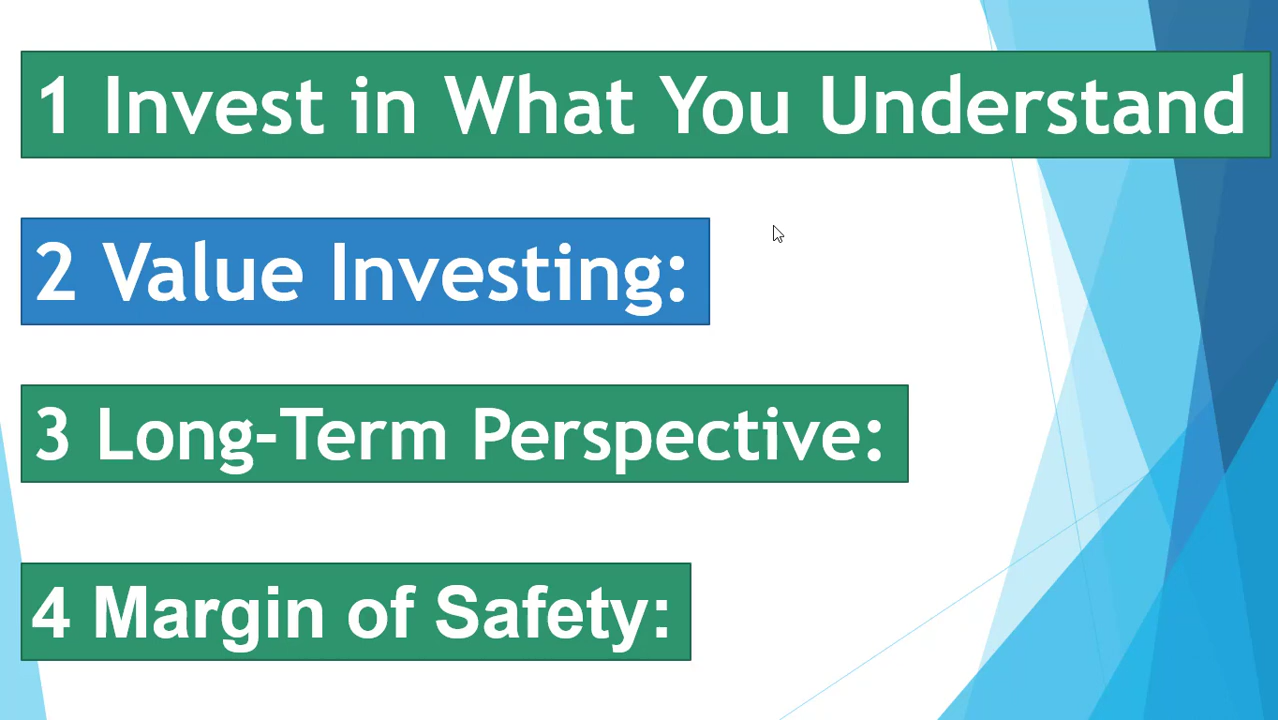 1 Invest in What You Understand
2 Value Investing:
3 Long-Term Perspective:
4 Margin of Safety: